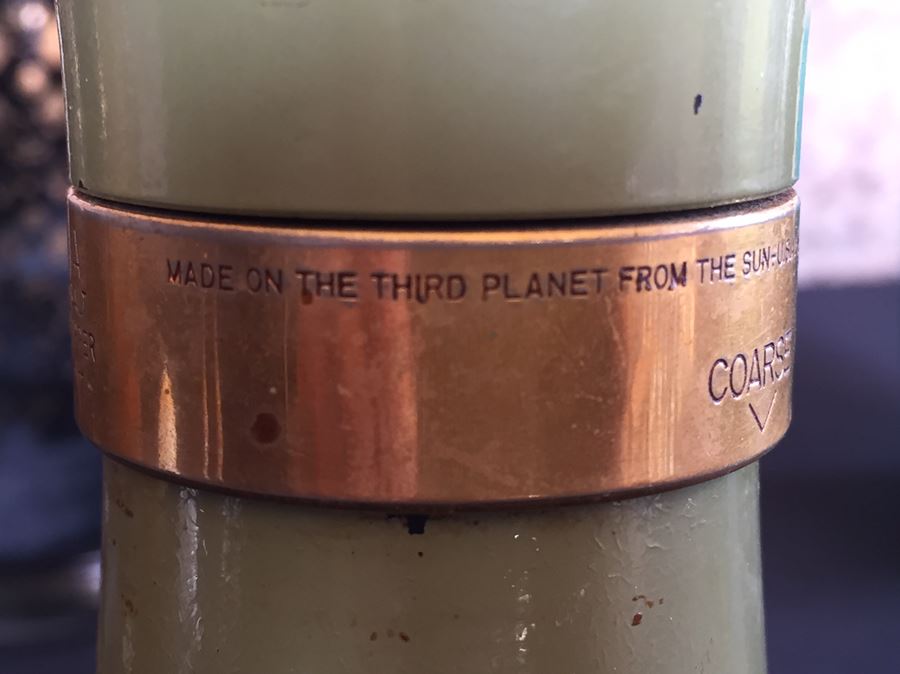 MADE ON THE THIRD PLANET FROM THE SUN-U.S.A
COARSE